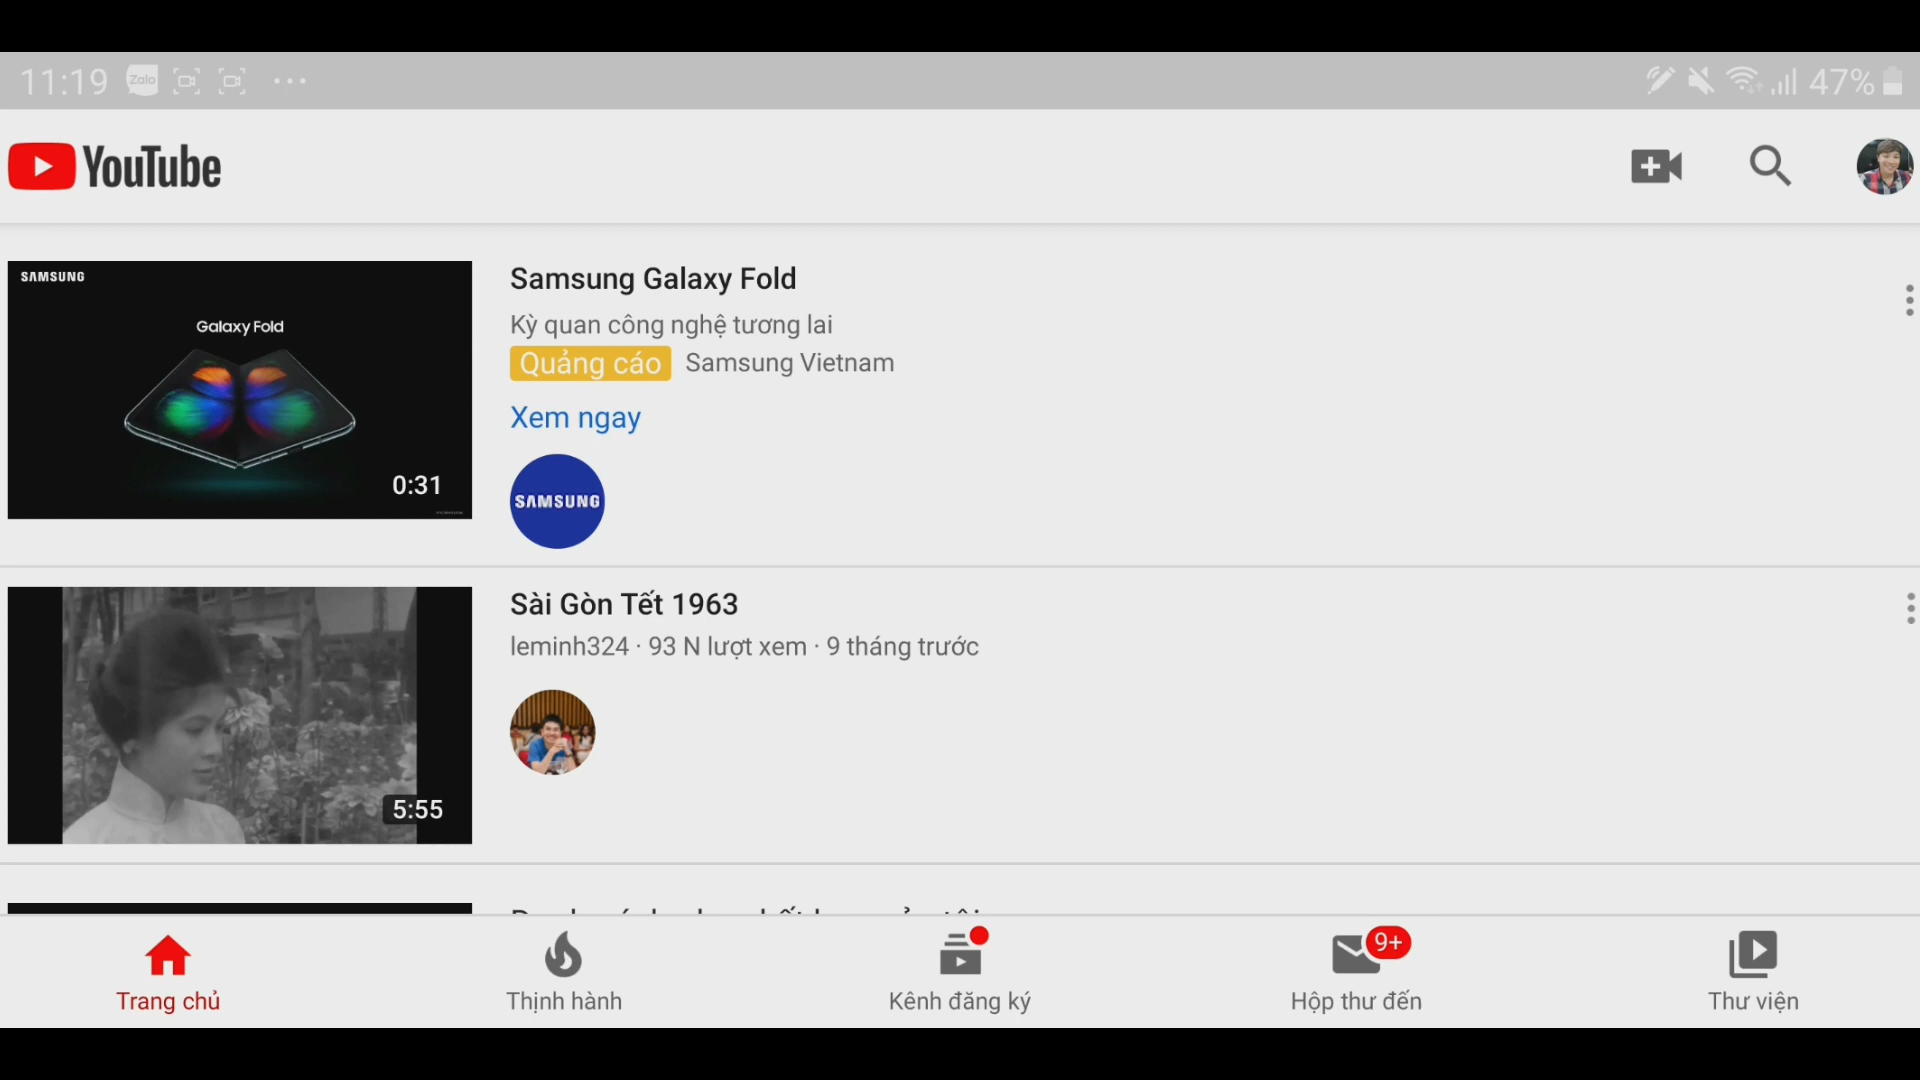 11:19 Zalo 47%
YouTube
SAMSUNG
Galaxy Fold
0:31
Samsung Galaxy Fold
Kỳ quan công nghệ tương lai
Quảng cáo Samsung Vietnam
Xem ngay
SAMSUNG
5:55
Sài Gòn Tết 1963
leminh324 · 93 N lượt xem · 9 tháng trước
9+
Trang chủ
Thịnh hành
Kênh đăng ký
Hộp thư đến
Thư viện